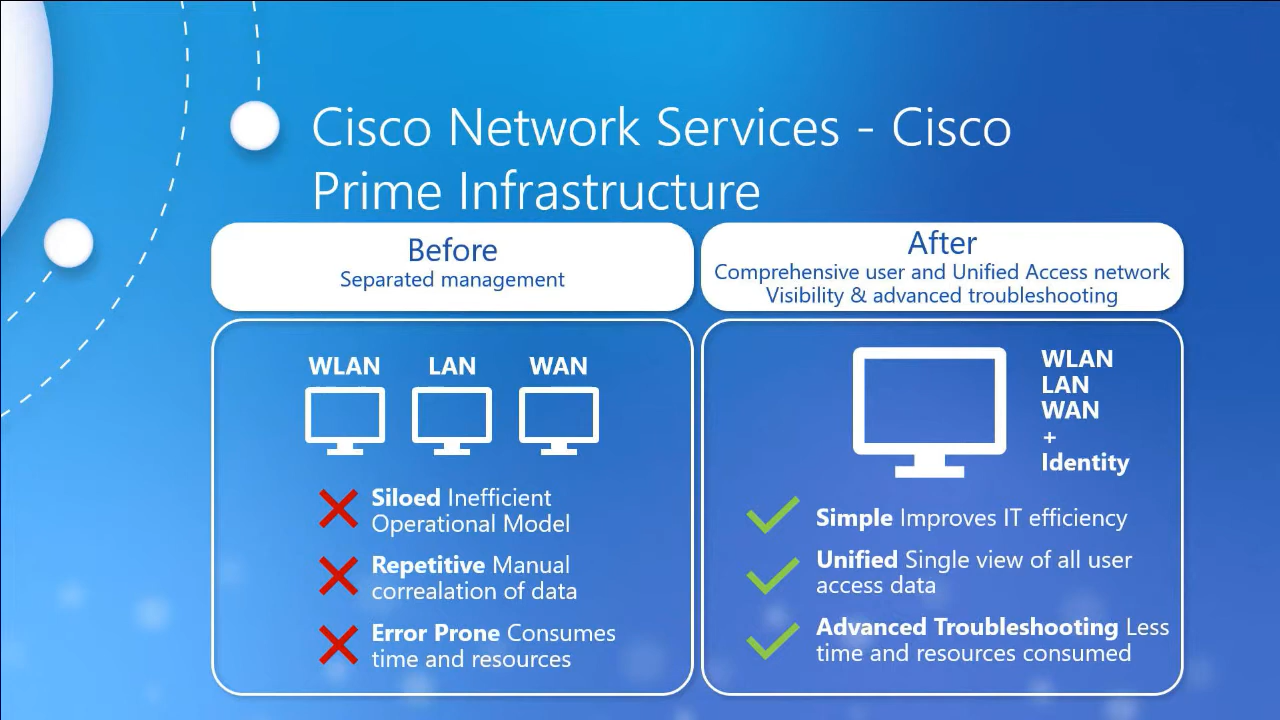 Cisco Network Services - Cisco
Prime Infrastructure
Before
Separated management
WLAN LAN WAN
Siloed Inefficient
Operational Model
Repetitive Manual
correalation of data
Error Prone Consumes
time and resources
After
Comprehensive user and Unified Access network
Visibility & advanced troubleshooting
WLAN
LAN
WAN
+
Identity
Simple Improves IT efficiency
Unified Single view of all user
access data
Advanced Troubleshooting Less
time and resources consumed